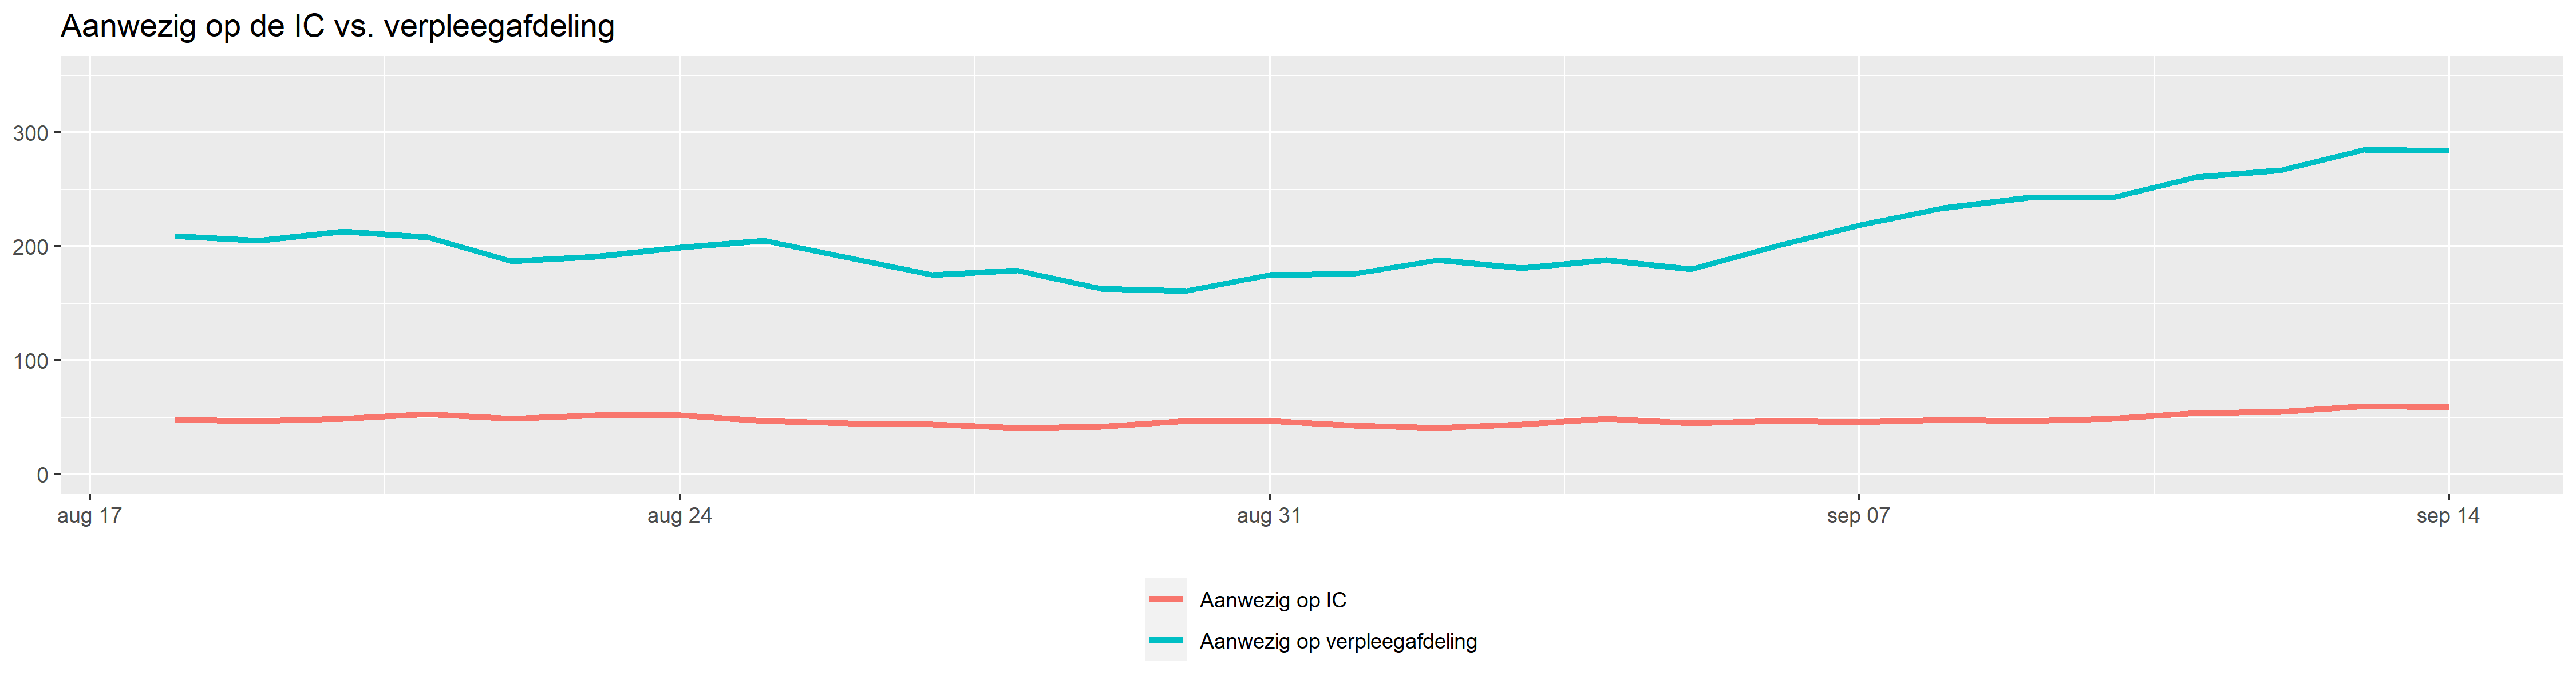 Aanwezig op de IC vs. verpleegafdeling
300
200
100
0
aug 17 aug 24 aug 31 sep 07 sep 14
Aanwezig op IC
Aanwezig op verpleegafdeling